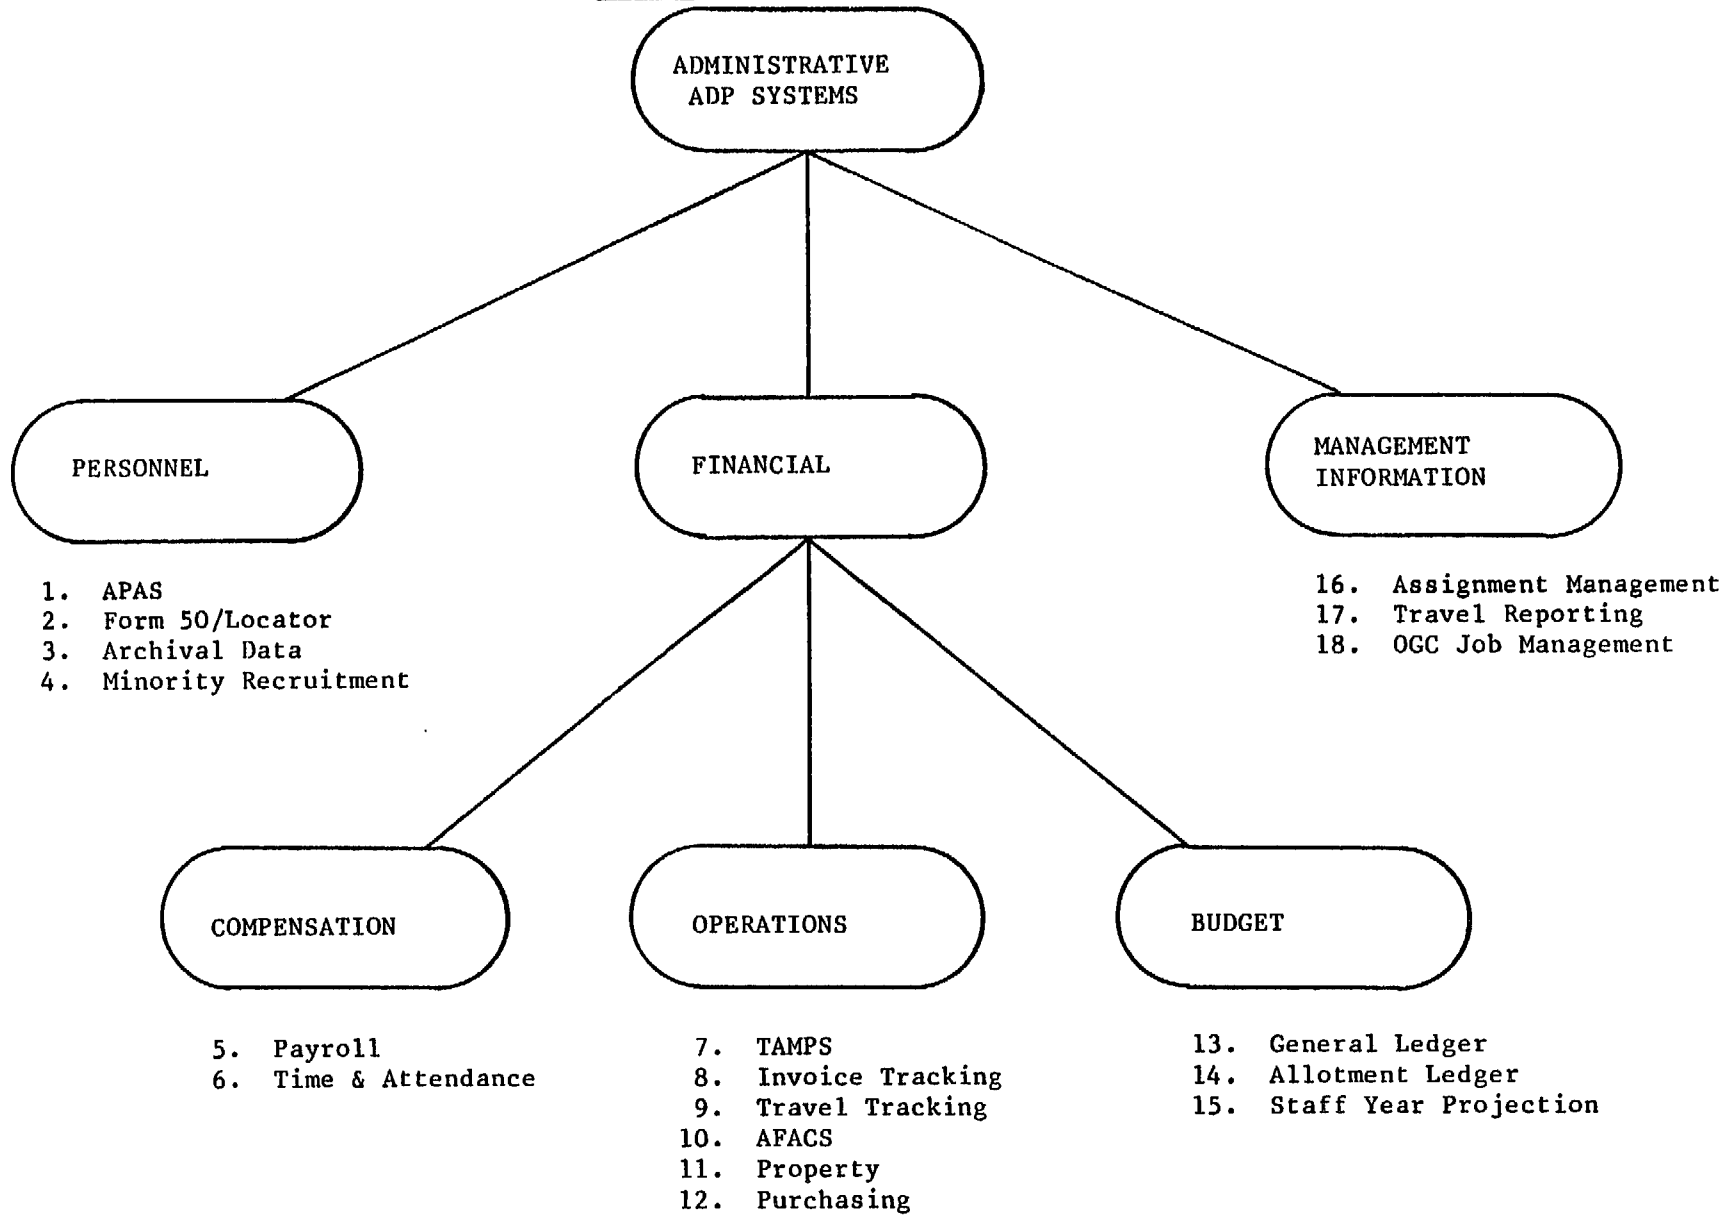 ADMINISTRATIVE
ADP SYSTEMS
PERSONNEL
FINANCIAL
MANAGEMENT
INFORMATION
1. APAS
2. Form 50/Locator
3. Archival Data
4. Minority Recruitment
16. Assignment Management
17. Travel Reporting
18. OGC Job Management
COMPENSATION
OPERATIONS
BUDGET
5. Payroll
6. Time & Attendance
7. TAMPS
8. Invoice Tracking
9. Travel Tracking
10. AFACS
11. Property
12. Purchasing
13. General Ledger
14. Allotment Ledger
15. Staff Year Projection